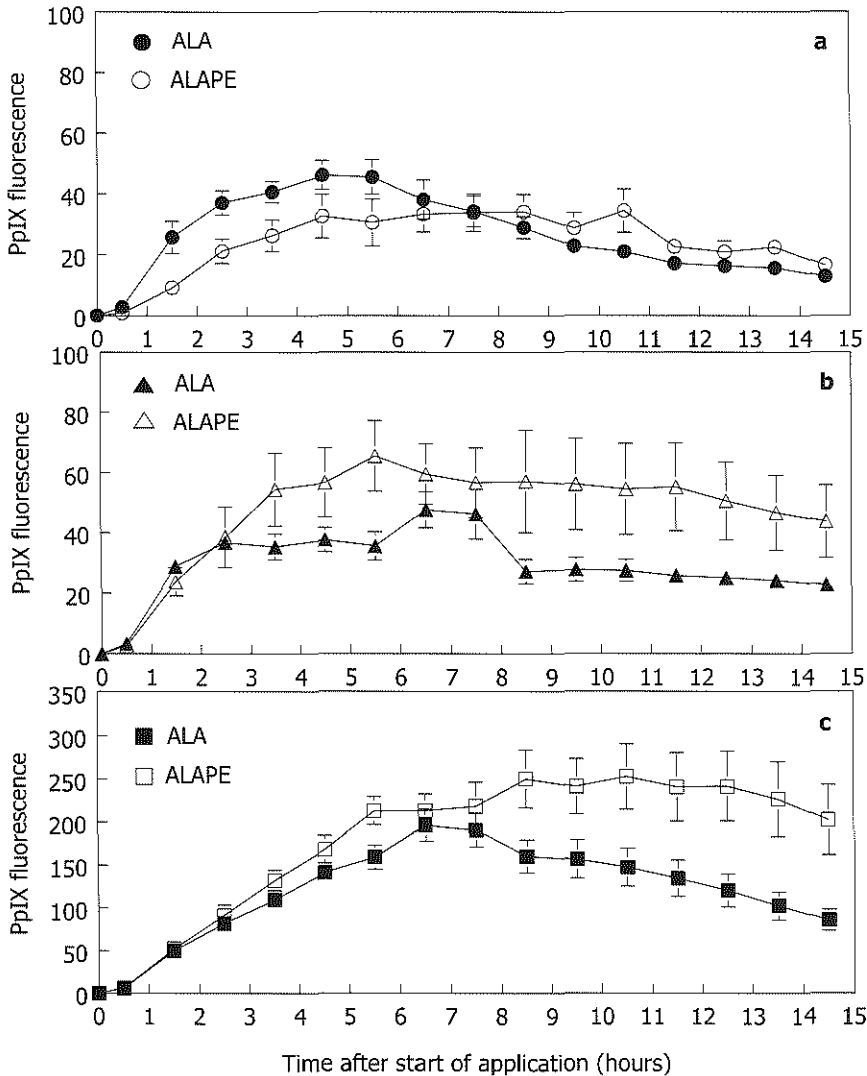 100
80
60
40
20
0
PpIX fluorescence
ALA
ALAPE
a
0 1 2 3 4 5 6 7 8 9 10 11 12 13 14 15
100
80
60
40
20
0
PpIX fluorescence
ALA
ALAPE
b
0 1 2 3 4 5 6 7 8 9 10 11 12 13 14 15
350
300
250
200
150
100
50
0
PpIX fluorescence
ALA
ALAPE
c
0 1 2 3 4 5 6 7 8 9 10 11 12 13 14 15
Time after start of application (hours)